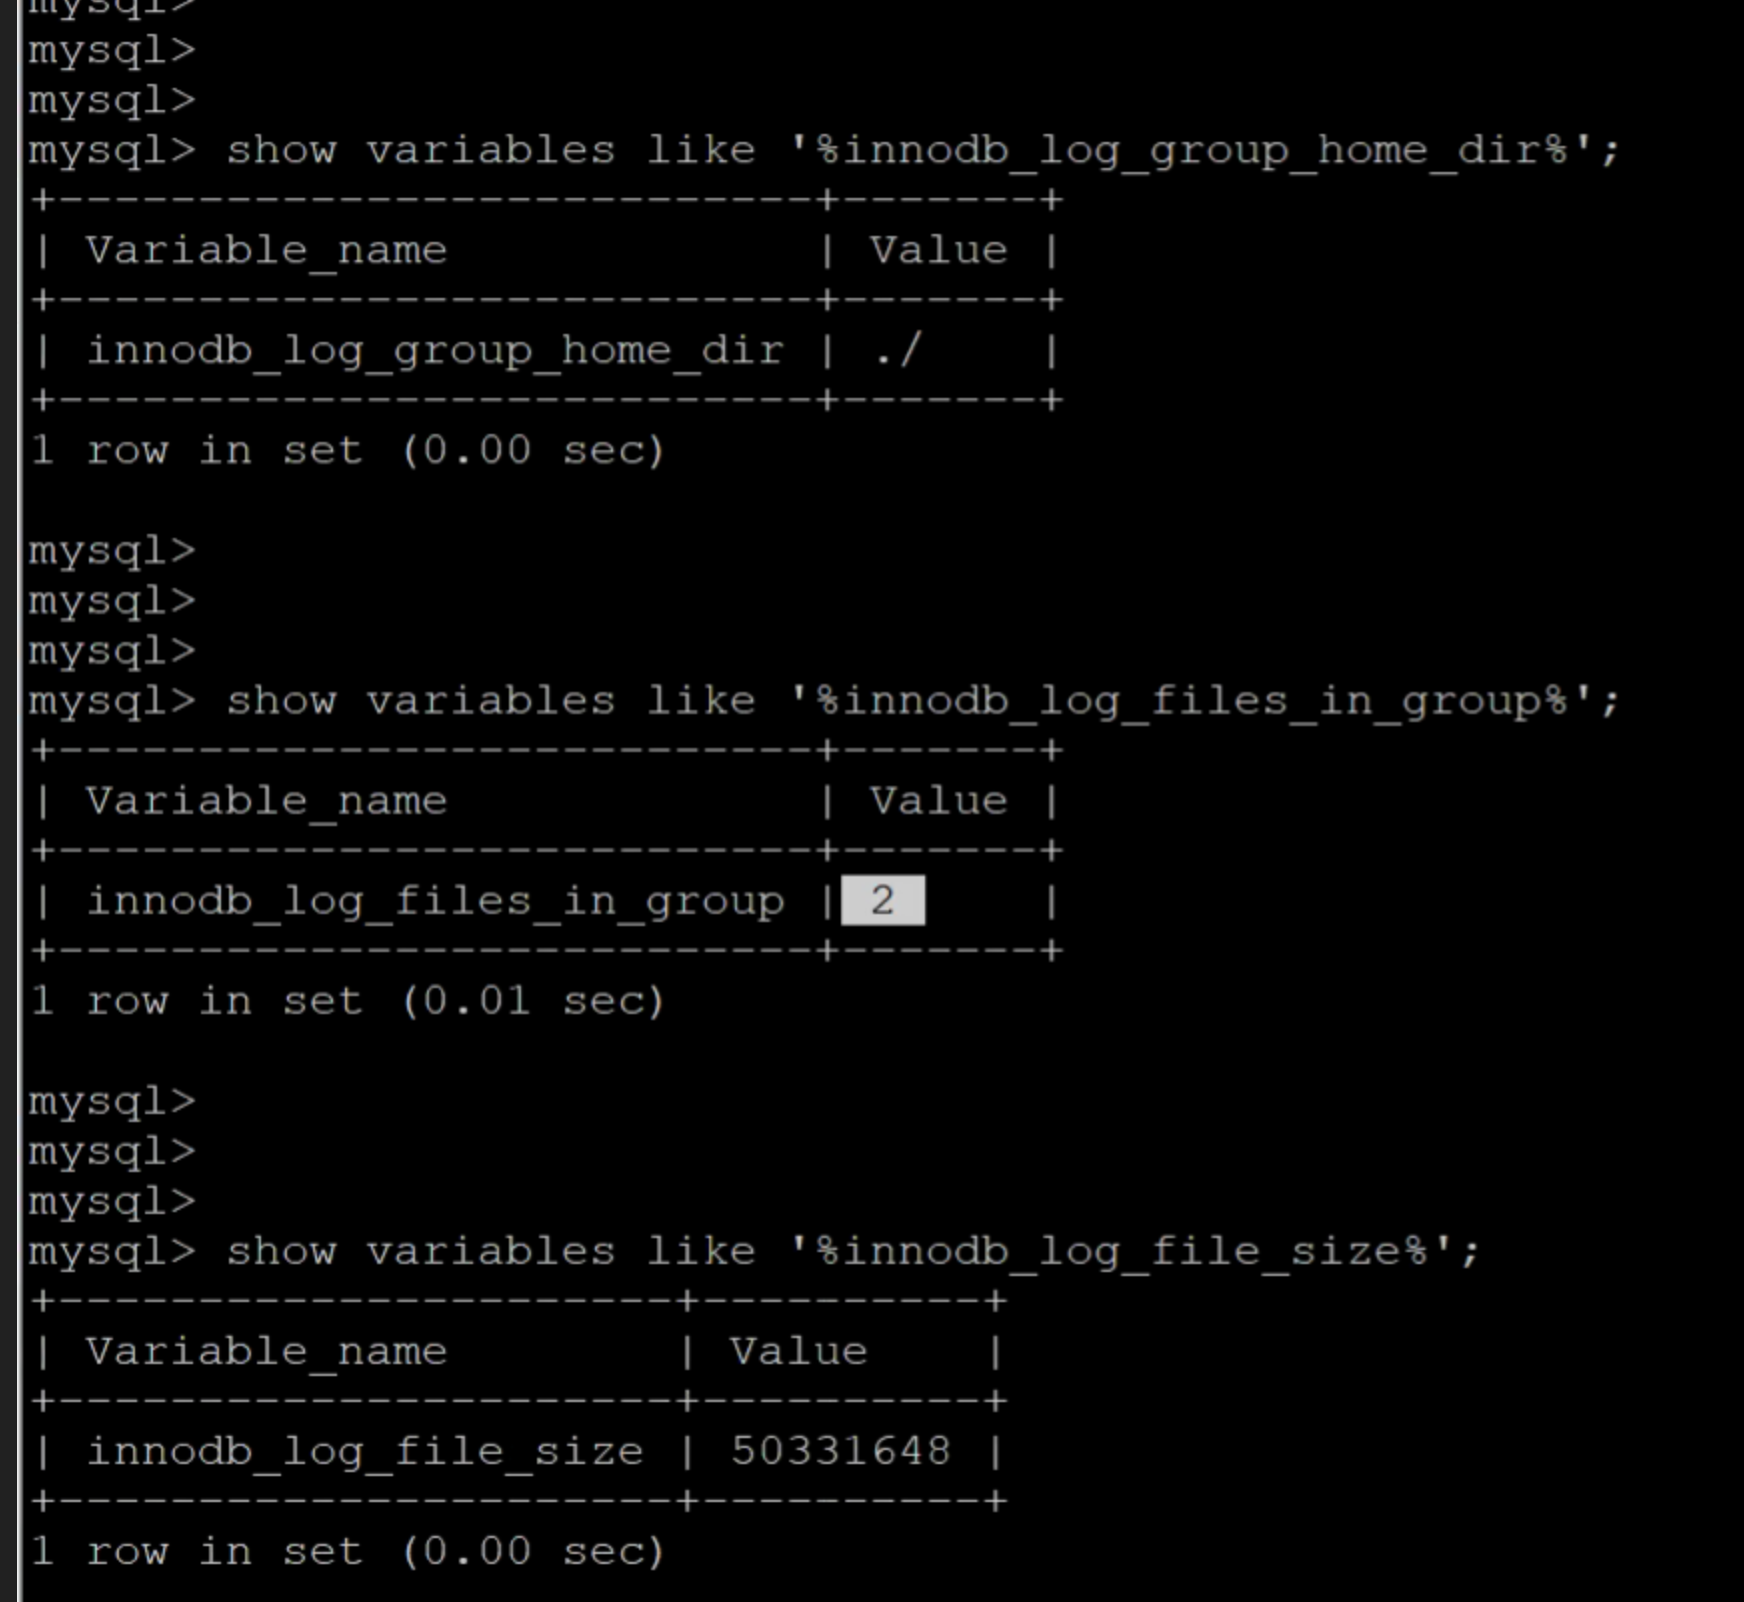 mysql>
mysql>
mysql>
mysql> show variables like '%innodb_log_group_home_dir%';
+---------------------------+-------+
| Variable_name             | Value |
+---------------------------+-------+
| innodb_log_group_home_dir | ./    |
+---------------------------+-------+
1 row in set (0.00 sec)
mysql>
mysql>
mysql>
mysql> show variables like '%innodb_log_files_in_group%';
+---------------------------+-------+
| Variable_name             | Value |
+---------------------------+-------+
| innodb_log_files_in_group | 2     |
+---------------------------+-------+
1 row in set (0.01 sec)
mysql>
mysql>
mysql>
mysql> show variables like '%innodb_log_file_size%';
+----------------------+----------+
| Variable_name        | Value    |
+----------------------+----------+
| innodb_log_file_size | 50331648 |
+----------------------+----------+
1 row in set (0.00 sec)